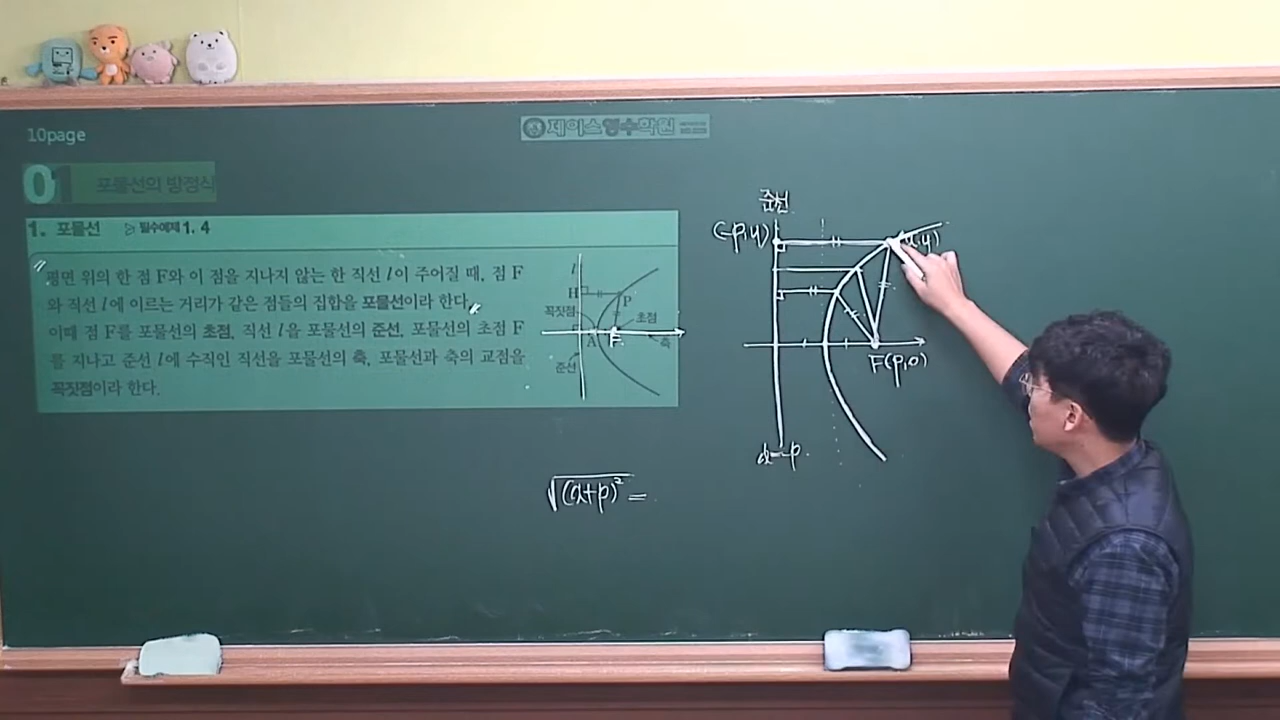 10page
제이스영수학원
01 포물선의 방정식
1. 포물선 ▷ 필수예제 1, 4
평면 위의 한 점 F와 이 점을 지나지 않는 한 직선 l이 주어질 때, 점 F
와 직선 l에 이르는 거리가 같은 점들의 집합을 포물선이라 한다.
이때 점 F를 포물선의 초점, 직선 l을 포물선의 준선, 포물선의 초점 F
를 지나고 준선 l에 수직인 직선을 포물선의 축, 포물선과 축의 교점을
꼭짓점이라 한다.
l
H
P
꼭짓점
초점
A
F
축
준선
준선
(-p, y)
F(p, 0)
x=-p
√(x+p)² =